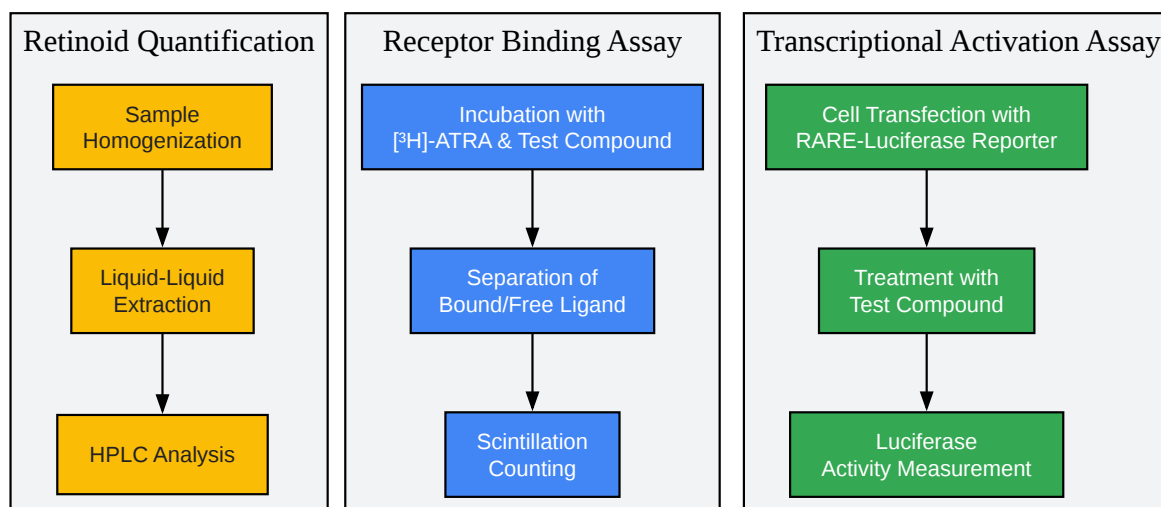 Retinoid Quantification
Sample
Homogenization
Liquid-Liquid
Extraction
HPLC Analysis
Receptor Binding Assay
Incubation with
[³H]-ATRA & Test Compound
Separation of
Bound/Free Ligand
Scintillation
Counting
Transcriptional Activation Assay
Cell Transfection with
RARE-Luciferase Reporter
Treatment with
Test Compound
Luciferase
Activity Measurement